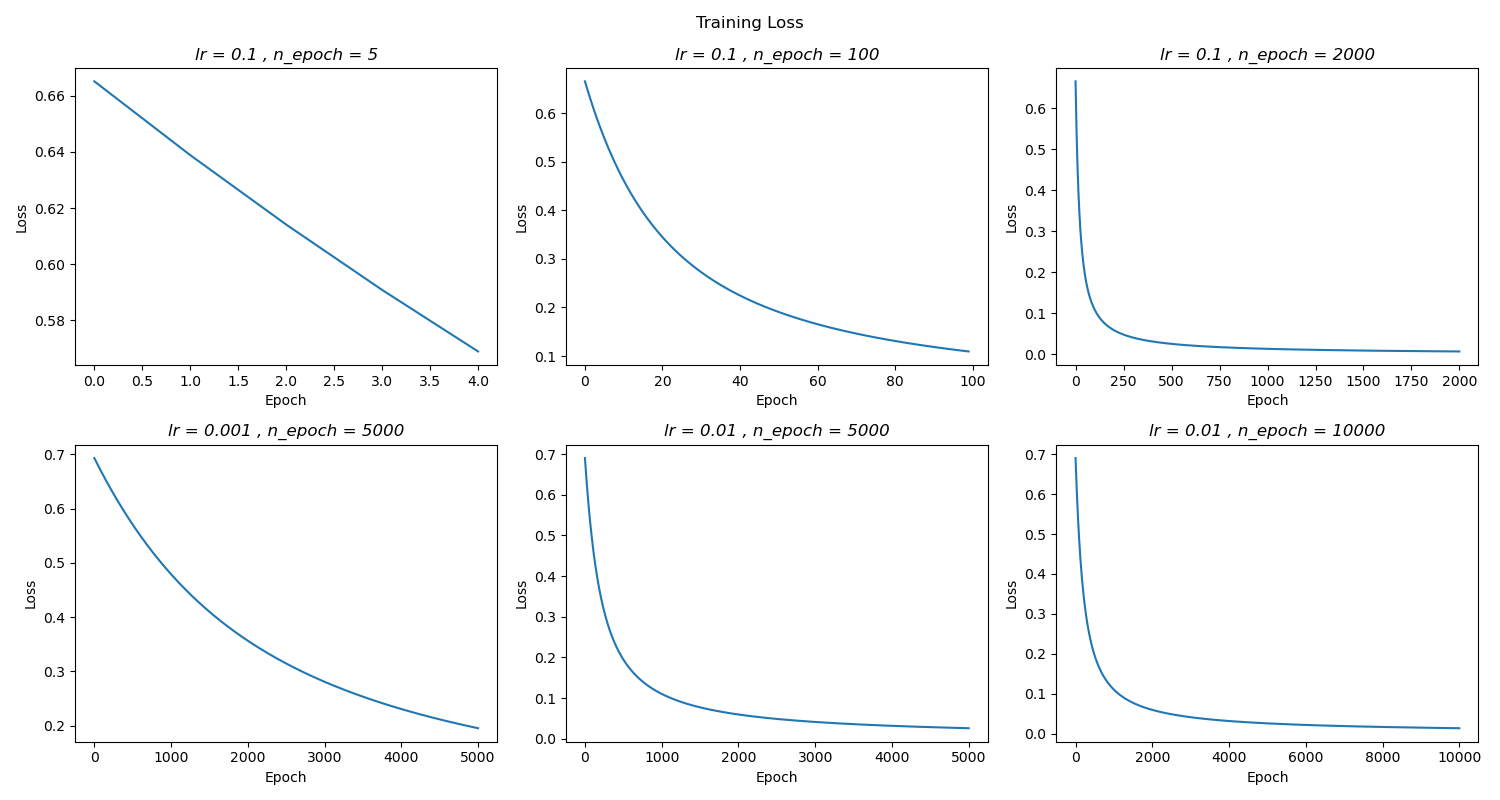 Training Loss
lr = 0.1 , n_epoch = 5
0.66
0.64
0.62
0.60
0.58
Loss
0.0 0.5 1.0 1.5 2.0 2.5 3.0 3.5 4.0
Epoch
lr = 0.1 , n_epoch = 100
0.6
0.5
0.4
0.3
0.2
0.1
Loss
0 20 40 60 80 100
Epoch
lr = 0.1 , n_epoch = 2000
0.6
0.5
0.4
0.3
0.2
0.1
0.0
Loss
0 250 500 750 1000 1250 1500 1750 2000
Epoch
lr = 0.001 , n_epoch = 5000
0.7
0.6
0.5
0.4
0.3
0.2
Loss
0 1000 2000 3000 4000 5000
Epoch
lr = 0.01 , n_epoch = 5000
0.7
0.6
0.5
0.4
0.3
0.2
0.1
0.0
Loss
0 1000 2000 3000 4000 5000
Epoch
lr = 0.01 , n_epoch = 10000
0.7
0.6
0.5
0.4
0.3
0.2
0.1
0.0
Loss
0 2000 4000 6000 8000 10000
Epoch